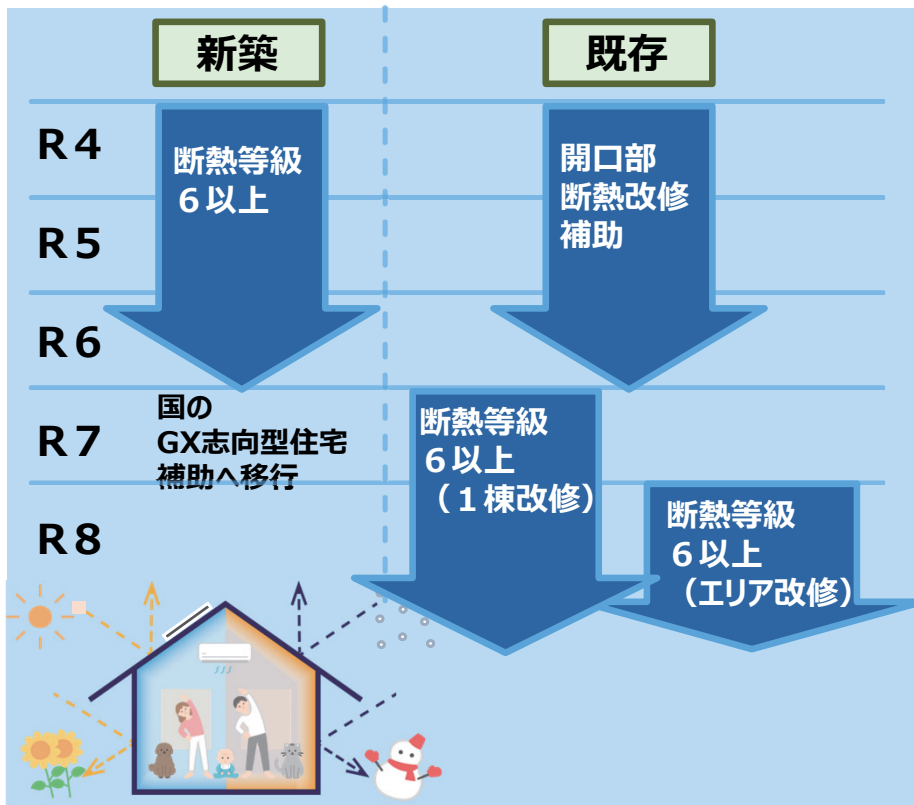 新築
既存
R4
断熱等級
6以上
開口部
断熱改修
補助
R5
R6
R7
国の
GX志向型住宅
補助へ移行
断熱等級
6以上
（１棟改修）
R8
断熱等級
6以上
（エリア改修）